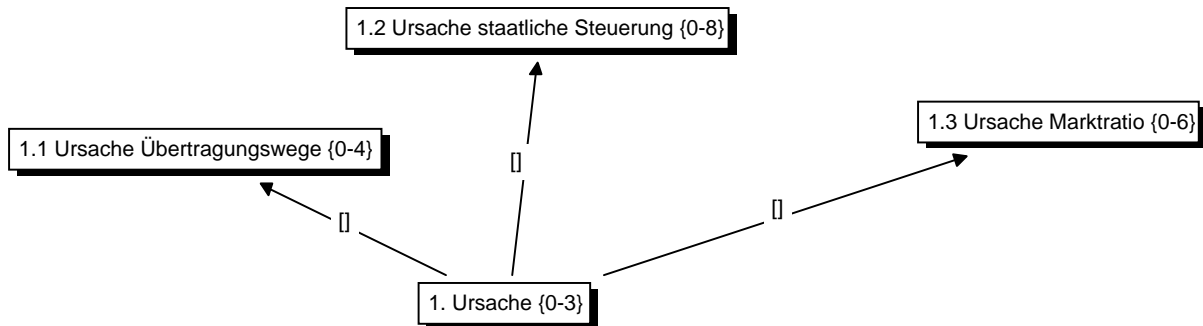 1.2 Ursache staatliche Steuerung {0-8}
1.3 Ursache Marktratio {0-6}
1.1 Ursache Übertragungswege {0-4}
[]
[]
[]
1. Ursache {0-3}